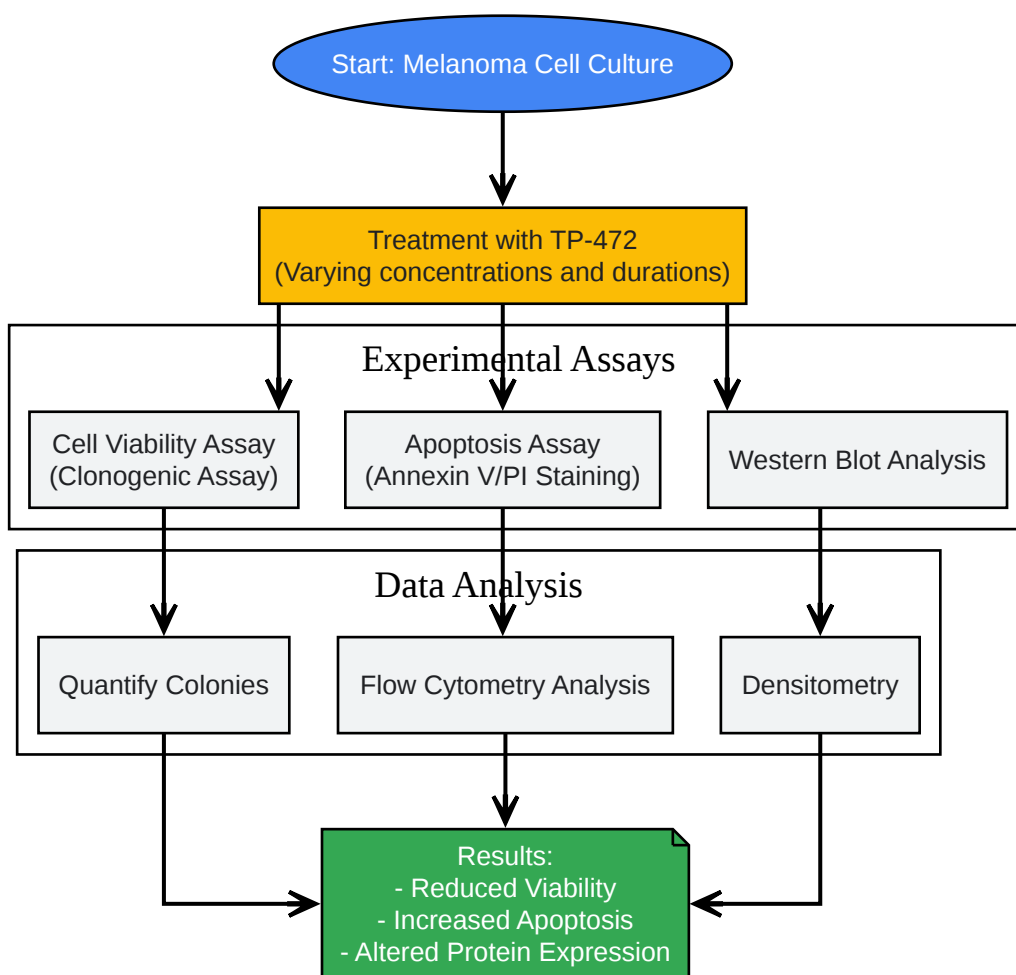 Start: Melanoma Cell Culture
Treatment with TP-472
(Varying concentrations and durations)
Experimental Assays
Cell Viability Assay
(Clonogenic Assay)
Apoptosis Assay
(Annexin V/PI Staining)
Western Blot Analysis
Data Analysis
Quantify Colonies
Flow Cytometry Analysis
Densitometry
Results:
- Reduced Viability
- Increased Apoptosis
- Altered Protein Expression